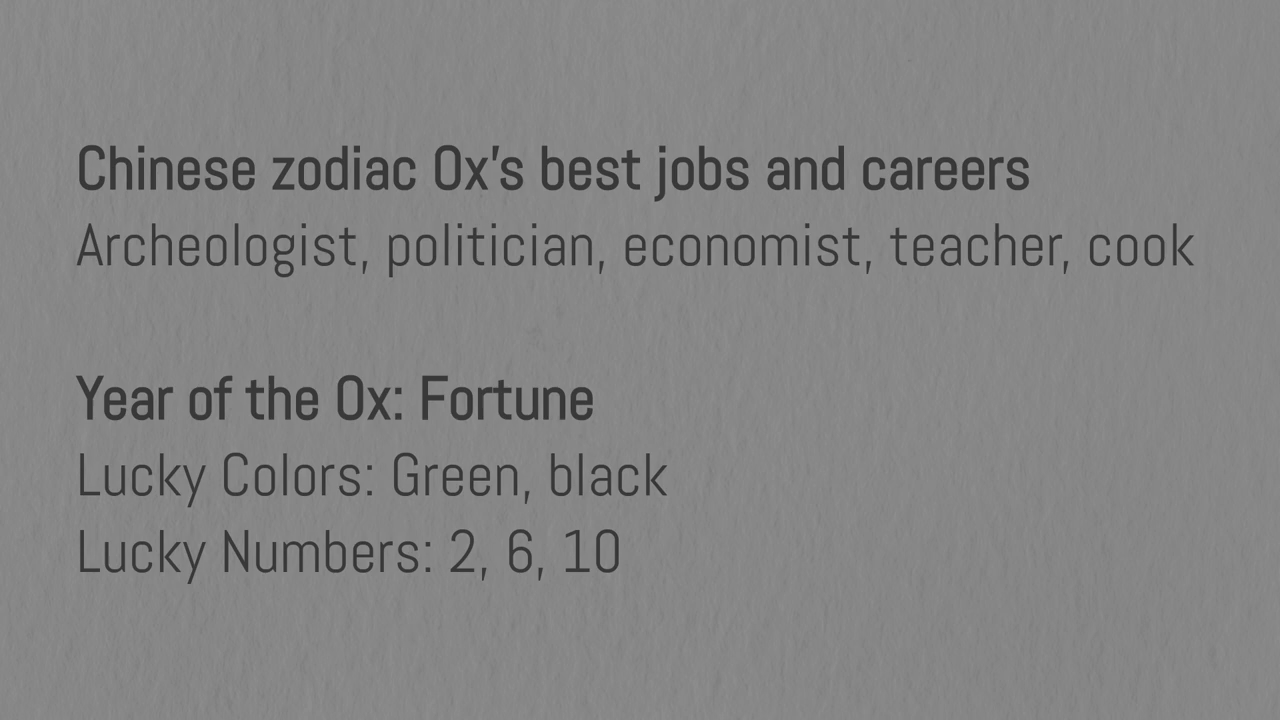 Chinese zodiac Ox’s best jobs and careers
Archeologist, politician, economist, teacher, cook
Year of the Ox: Fortune
Lucky Colors: Green, black
Lucky Numbers: 2, 6, 10